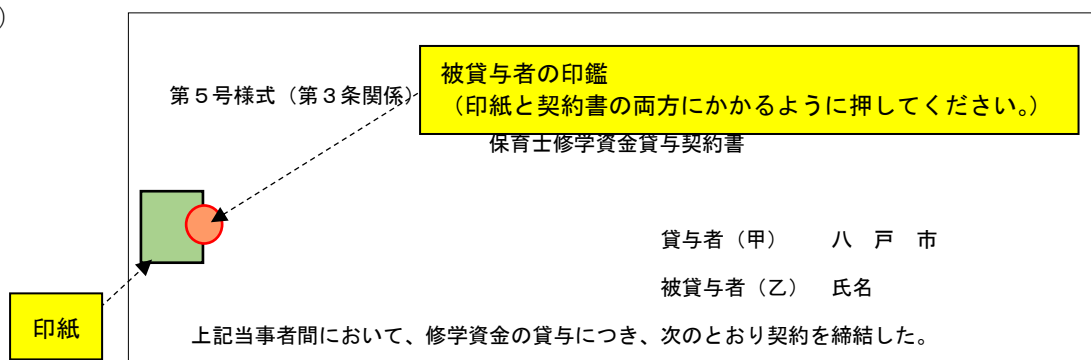 ）
被貸与者の印鑑
（印紙と契約書の両方にかかるように押してください。）
第５号様式（第３条関係）
保育士修学資金貸与契約書
貸与者（甲）　　八　戸　市
被貸与者（乙）　氏名
印紙
上記当事者間において、修学資金の貸与につき、次のとおり契約を締結した。